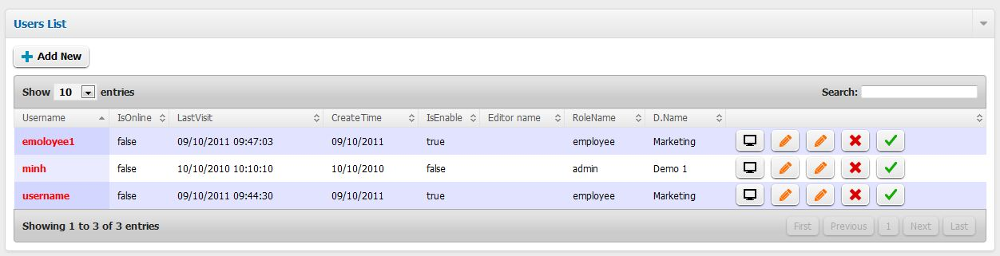 Users List
Add New
Show 10 entries Search:
Username IsOnline LastVisit CreateTime IsEnable Editor name RoleName D.Name
emoloyee1 false 09/10/2011 09:47:03 09/10/2011 true employee Marketing
minh false 10/10/2010 10:10:10 10/10/2010 false admin Demo 1
username false 09/10/2011 09:44:30 09/10/2011 true employee Marketing
Showing 1 to 3 of 3 entries First Previous 1 Next Last